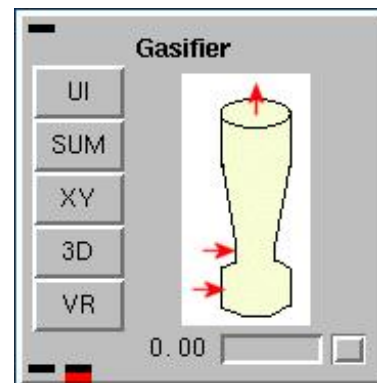 Gasifier
UI
SUM
XY
3D
VR
0.00